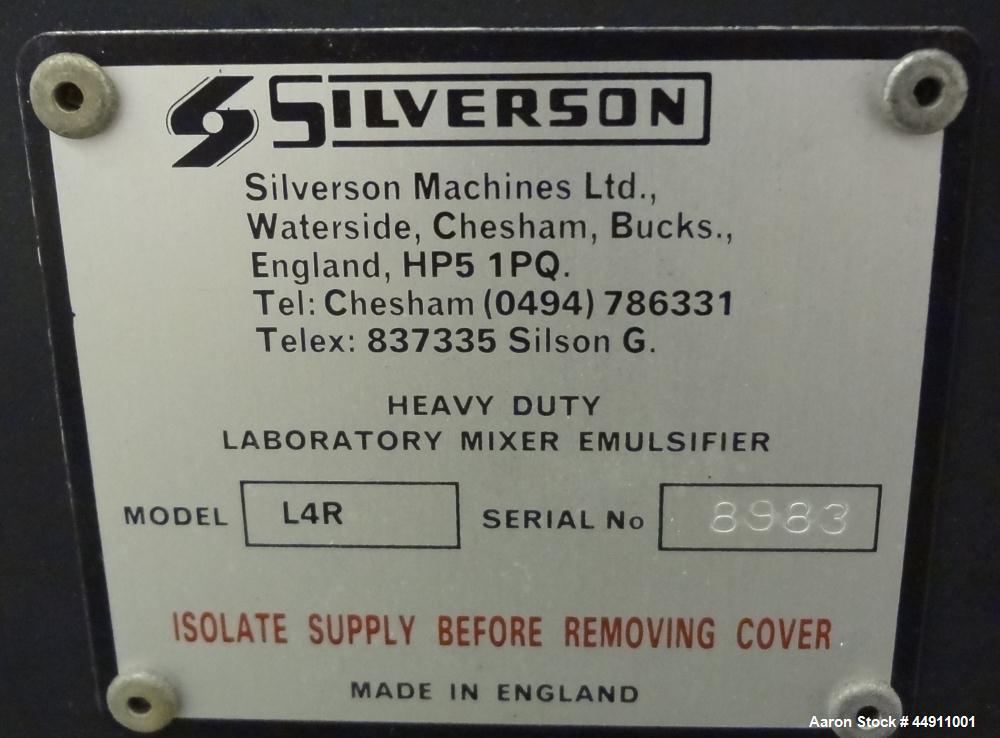 SILVERSON
Silverson Machines Ltd.,
Waterside, Chesham, Bucks.,
England, HP5 1PQ.
Tel: Chesham (0494) 786331
Telex: 837335 Silson G.
HEAVY DUTY
LABORATORY MIXER EMULSIFIER
MODEL L4R SERIAL No 8983
ISOLATE SUPPLY BEFORE REMOVING COVER
MADE IN ENGLAND
Aaron Stock # 44911001